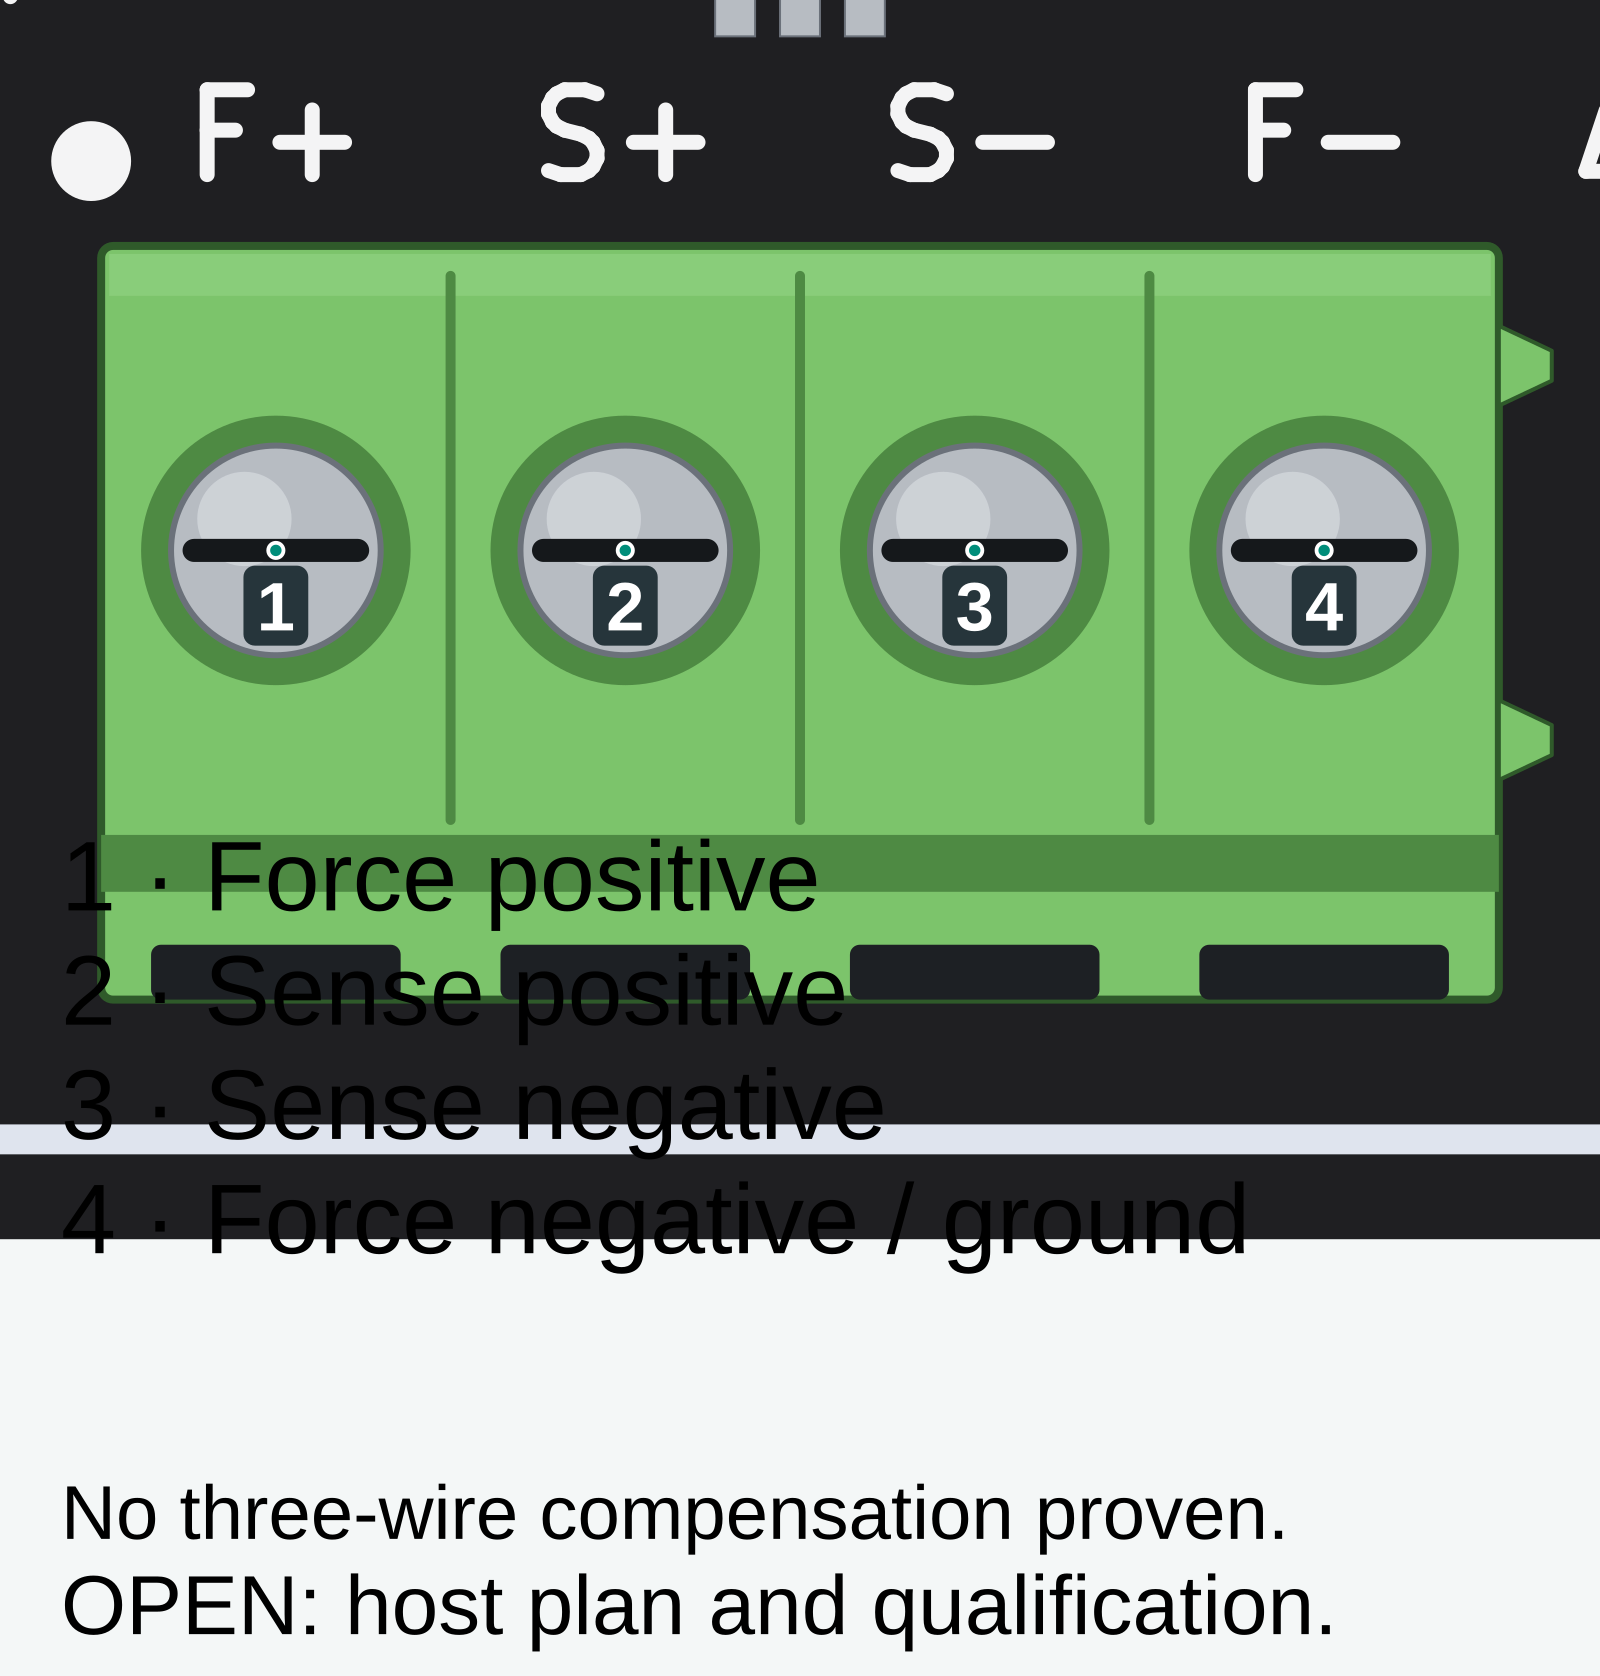 F+ S+ S− F−
1 2 3 4
1 · Force positive
2 · Sense positive
3 · Sense negative
4 · Force negative / ground
No three-wire compensation proven.
OPEN: host plan and qualification.